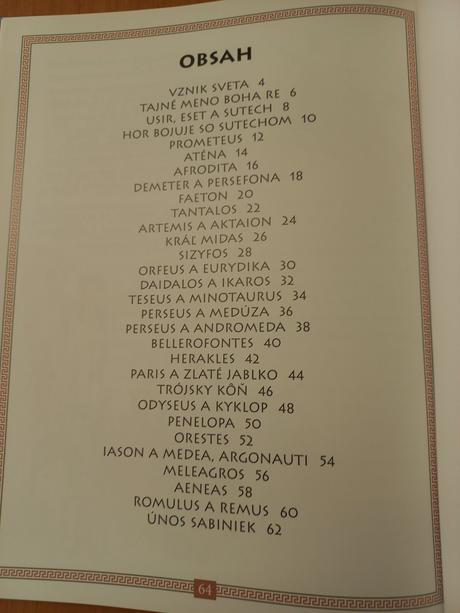 OBSAH
VZNIK SVETA 4
TAJNÉ MENO BOHA RE 6
USIR, ESET A SUTECH 8
HOR BOJUJE SO SUTECHOM 10
PROMETEUS 12
ATÉNA 14
AFRODITA 16
DEMETER A PERSEFONA 18
FAETON 20
TANTALOS 22
ARTEMIS A AKTAION 24
KRÁĽ MIDAS 26
SIZYFOS 28
ORFEUS A EURYDIKA 30
DAIDALOS A IKAROS 32
TESEUS A MINOTAURUS 34
PERSEUS A MEDÚZA 36
PERSEUS A ANDROMEDA 38
BELLEROFONTES 40
HERAKLES 42
PARIS A ZLATÉ JABLKO 44
TRÓJSKY KÔŇ 46
ODYSEUS A KYKLOP 48
PENELOPA 50
ORESTES 52
IASON A MEDEA, ARGONAUTI 54
MELEAGROS 56
AENEAS 58
ROMULUS A REMUS 60
ÚNOS SABINIEK 62
64